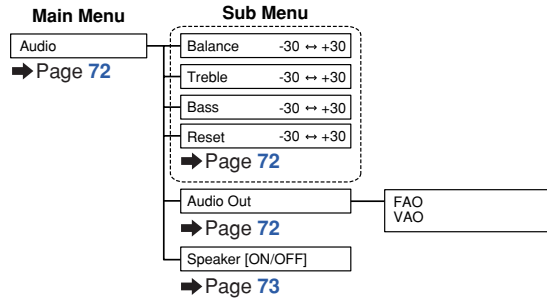 Main Menu
Sub Menu
Audio
➡ Page 72
Balance -30 ↔ +30
Treble -30 ↔ +30
Bass -30 ↔ +30
Reset -30 ↔ +30
➡ Page 72
Audio Out
FAO
VAO
➡ Page 72
Speaker [ON/OFF]
➡ Page 73